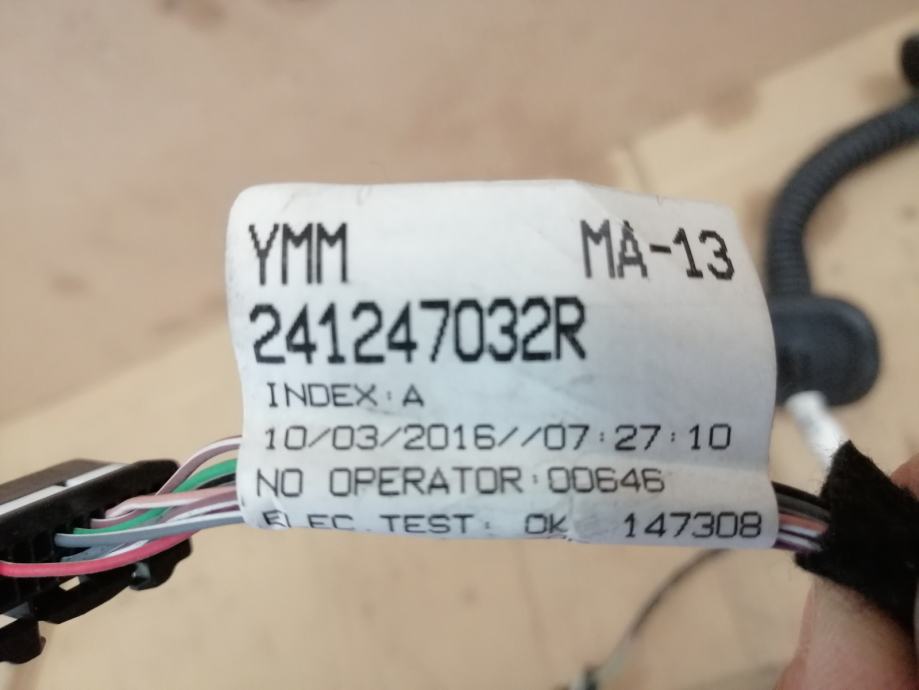 YMM MA-13
241247032R
INDEX:A
10/03/2016//07:27:10
NO OPERATOR:00646
ELEC.TEST: OK 147308